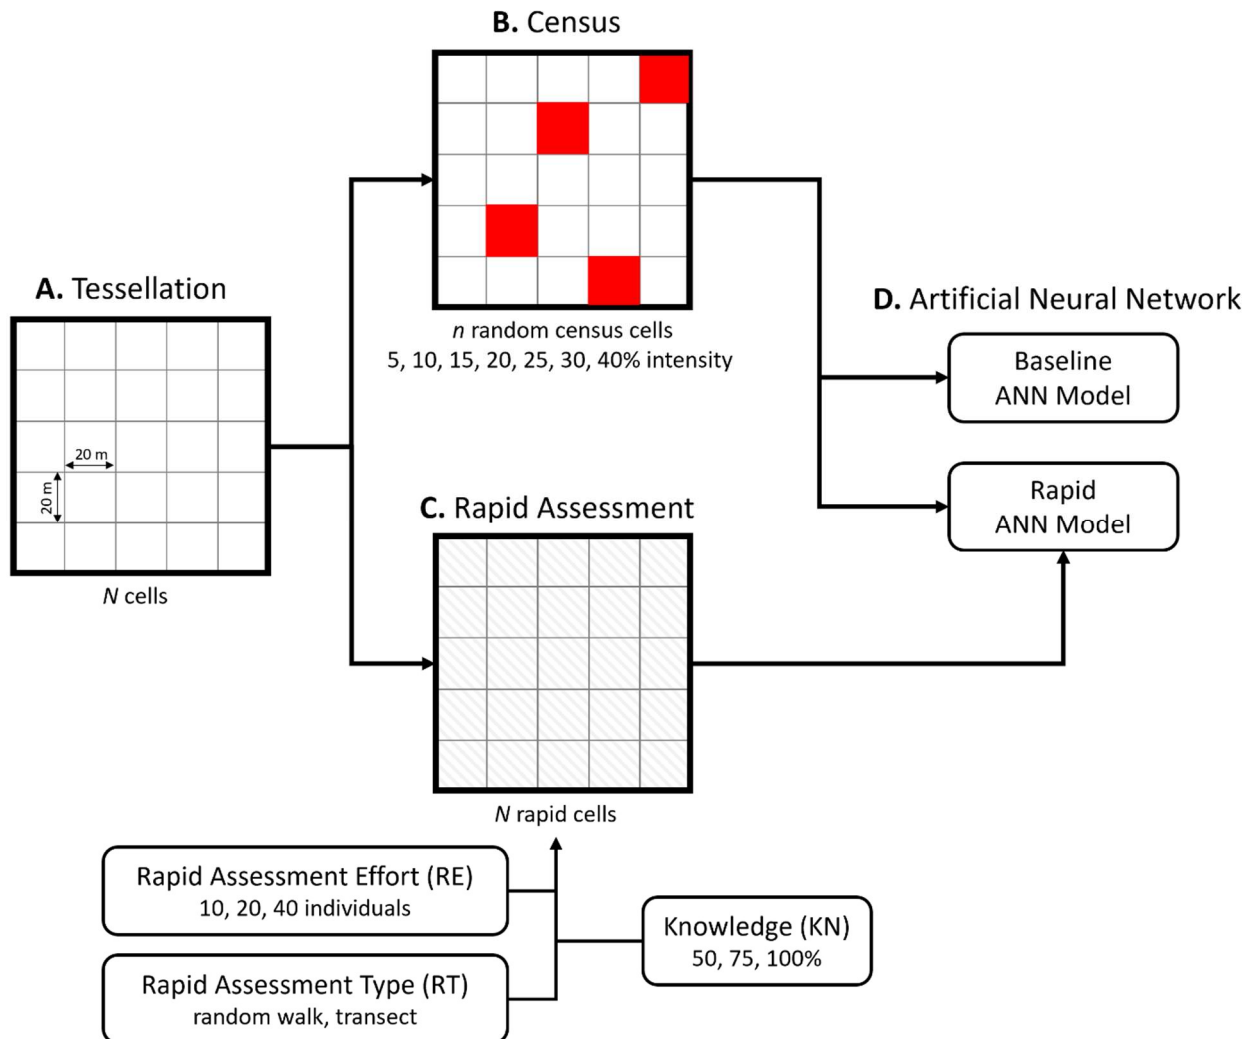 B. Census
n random census cells
5, 10, 15, 20, 25, 30, 40% intensity
A. Tessellation
20 m
20 m
N cells
C. Rapid Assessment
N rapid cells
D. Artificial Neural Network
Baseline
ANN Model
Rapid
ANN Model
Rapid Assessment Effort (RE)
10, 20, 40 individuals
Rapid Assessment Type (RT)
random walk, transect
Knowledge (KN)
50, 75, 100%